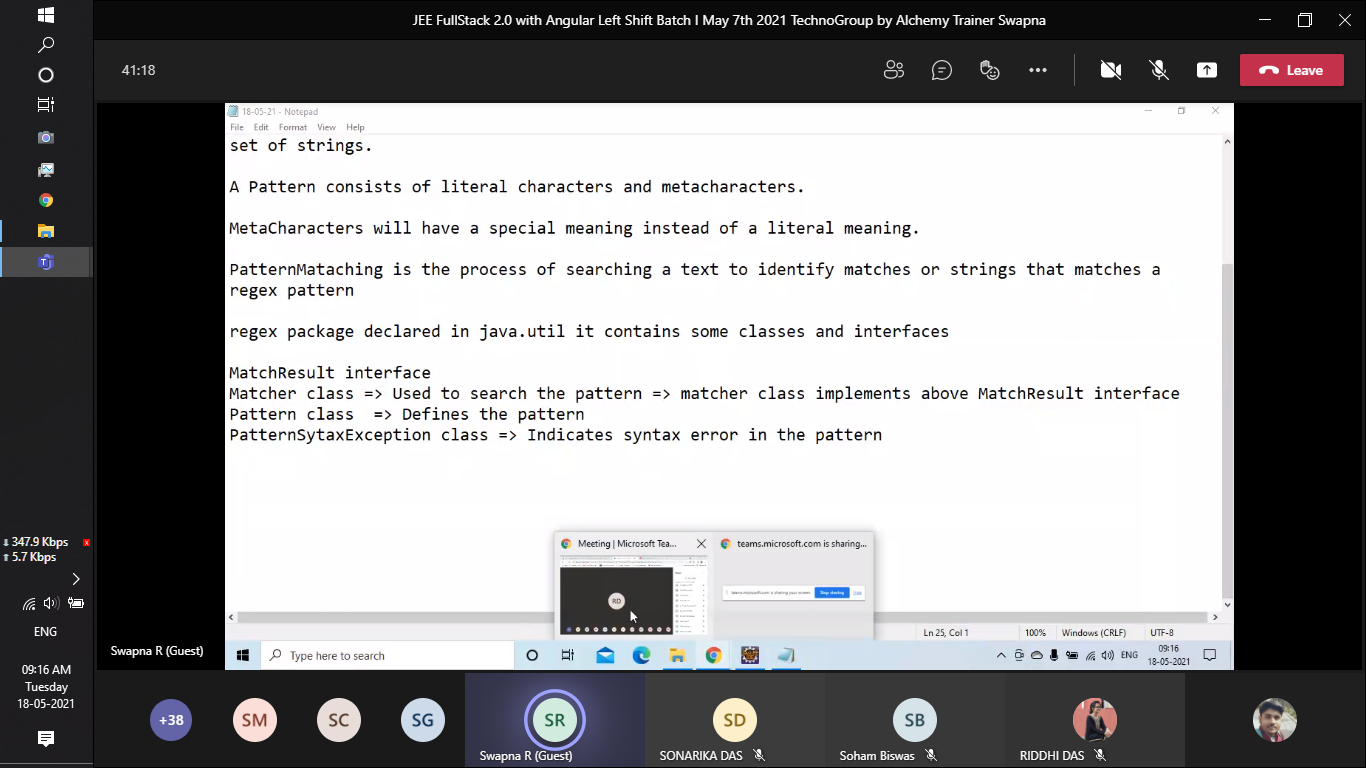 JEE FullStack 2.0 with Angular Left Shift Batch I May 7th 2021 TechnoGroup by Alchemy Trainer Swapna
41:18
Leave
18-05-21 - Notepad
File Edit Format View Help
set of strings.
A Pattern consists of literal characters and metacharacters.
MetaCharacters will have a special meaning instead of a literal meaning.
PatternMataching is the process of searching a text to identify matches or strings that matches a
regex pattern
regex package declared in java.util it contains some classes and interfaces
MatchResult interface
Matcher class => Used to search the pattern => matcher class implements above MatchResult interface
Pattern class => Defines the pattern
PatternSytaxException class => Indicates syntax error in the pattern
Meeting | Microsoft Tea...
teams.microsoft.com is sharing...
RD
teams.microsoft.com is sharing your screen. Stop sharing
Ln 25, Col 1 100% Windows (CRLF) UTF-8
Type here to search
ENG
09:16
18-05-2021
Swapna R (Guest)
347.9 Kbps
5.7 Kbps
ENG
09:16 AM
Tuesday
18-05-2021
+38
SM
SC
SG
SR
Swapna R (Guest)
SD
SONARIKA DAS
SB
Soham Biswas
RIDDHI DAS